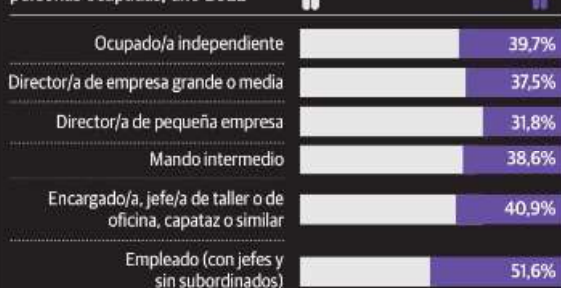 personas ocupadas, año 2022
Ocupado/a independiente
39,7%
Director/a de empresa grande o media
37,5%
Director/a de pequeña empresa
31,8%
Mando intermedio
38,6%
Encargado/a, jefe/a de taller o de
oficina, capataz o similar
40,9%
Empleado (con jefes y
sin subordinados)
51,6%